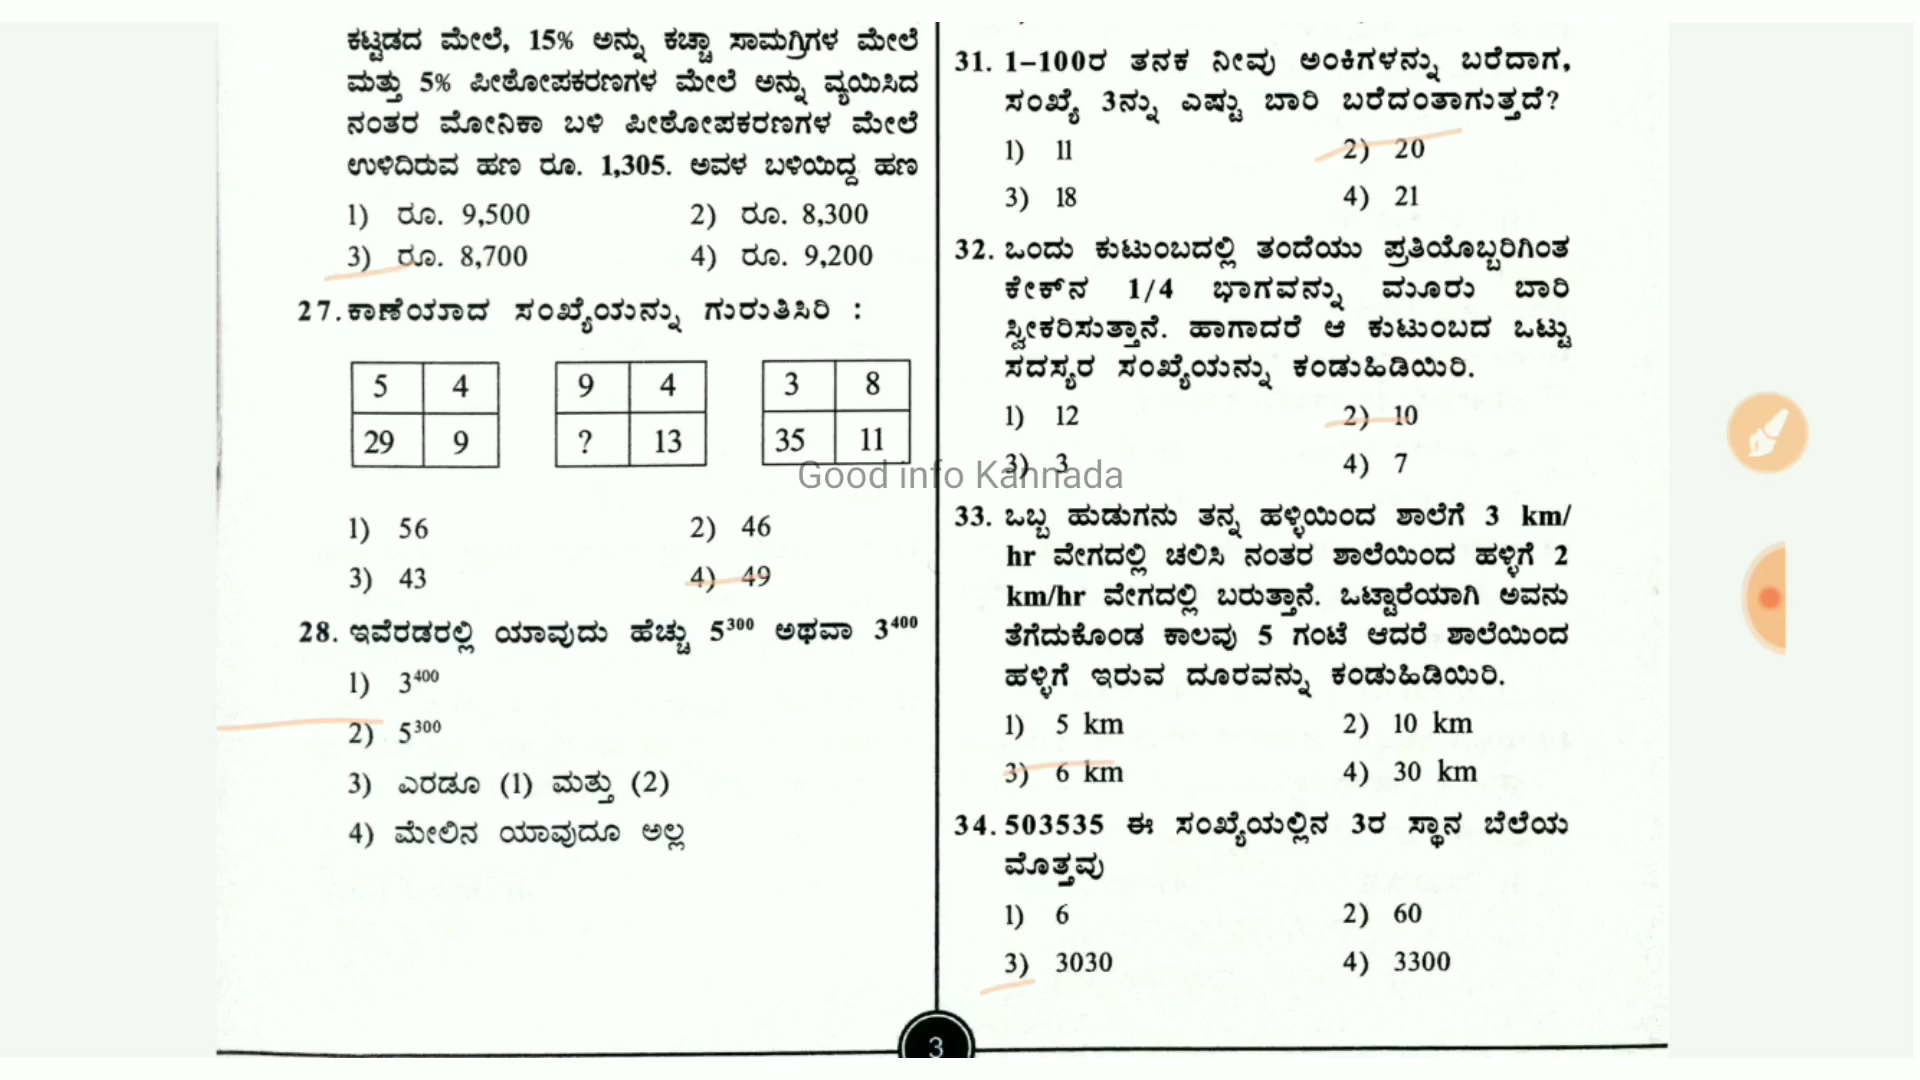 ಕಟ್ಟಡದ ಮೇಲೆ, 15% ಅನ್ನು ಕಚ್ಚಾ ಸಾಮಗ್ರಿಗಳ ಮೇಲೆ
ಮತ್ತು 5% ಪೀಠೋಪಕರಣಗಳ ಮೇಲೆ ಅನ್ನು ವ್ಯಯಿಸಿದ
ನಂತರ ಮೋನಿಕಾ ಬಳಿ ಪೀಠೋಪಕರಣಗಳ ಮೇಲೆ
ಉಳಿದಿರುವ ಹಣ ರೂ. 1,305. ಅವಳ ಬಳಿಯಿದ್ದ ಹಣ
1) ರೂ. 9,500 2) ರೂ. 8,300
3) ರೂ. 8,700 4) ರೂ. 9,200
27. ಕಾಣೆಯಾದ ಸಂಖ್ಯೆಯನ್ನು ಗುರುತಿಸಿರಿ :
5 4 9 4 3 8
29 9 ? 13 35 11
1) 56 2) 46
3) 43 4) 49
28. ಇವೆರಡರಲ್ಲಿ ಯಾವುದು ಹೆಚ್ಚು 5³⁰⁰ ಅಥವಾ 3⁴⁰⁰
1) 3⁴⁰⁰
2) 5³⁰⁰
3) ಎರಡೂ (1) ಮತ್ತು (2)
4) ಮೇಲಿನ ಯಾವುದೂ ಅಲ್ಲ
31. 1–100ರ ತನಕ ನೀವು ಅಂಕಿಗಳನ್ನು ಬರೆದಾಗ,
ಸಂಖ್ಯೆ 3ನ್ನು ಎಷ್ಟು ಬಾರಿ ಬರೆದಂತಾಗುತ್ತದೆ?
1) 11 2) 20
3) 18 4) 21
32. ಒಂದು ಕುಟುಂಬದಲ್ಲಿ ತಂದೆಯು ಪ್ರತಿಯೊಬ್ಬರಿಗಿಂತ
ಕೇಕ್‌ನ 1/4 ಭಾಗವನ್ನು ಮೂರು ಬಾರಿ
ಸ್ವೀಕರಿಸುತ್ತಾನೆ. ಹಾಗಾದರೆ ಆ ಕುಟುಂಬದ ಒಟ್ಟು
ಸದಸ್ಯರ ಸಂಖ್ಯೆಯನ್ನು ಕಂಡುಹಿಡಿಯಿರಿ.
1) 12 2) 10
3) 3 4) 7
Good info Kannada
33. ಒಬ್ಬ ಹುಡುಗನು ತನ್ನ ಹಳ್ಳಿಯಿಂದ ಶಾಲೆಗೆ 3 km/
hr ವೇಗದಲ್ಲಿ ಚಲಿಸಿ ನಂತರ ಶಾಲೆಯಿಂದ ಹಳ್ಳಿಗೆ 2
km/hr ವೇಗದಲ್ಲಿ ಬರುತ್ತಾನೆ. ಒಟ್ಟಾರೆಯಾಗಿ ಅವನು
ತೆಗೆದುಕೊಂಡ ಕಾಲವು 5 ಗಂಟೆ ಆದರೆ ಶಾಲೆಯಿಂದ
ಹಳ್ಳಿಗೆ ಇರುವ ದೂರವನ್ನು ಕಂಡುಹಿಡಿಯಿರಿ.
1) 5 km 2) 10 km
3) 6 km 4) 30 km
34. 503535 ಈ ಸಂಖ್ಯೆಯಲ್ಲಿನ 3ರ ಸ್ಥಾನ ಬೆಲೆಯ
ಮೊತ್ತವು
1) 6 2) 60
3) 3030 4) 3300
3